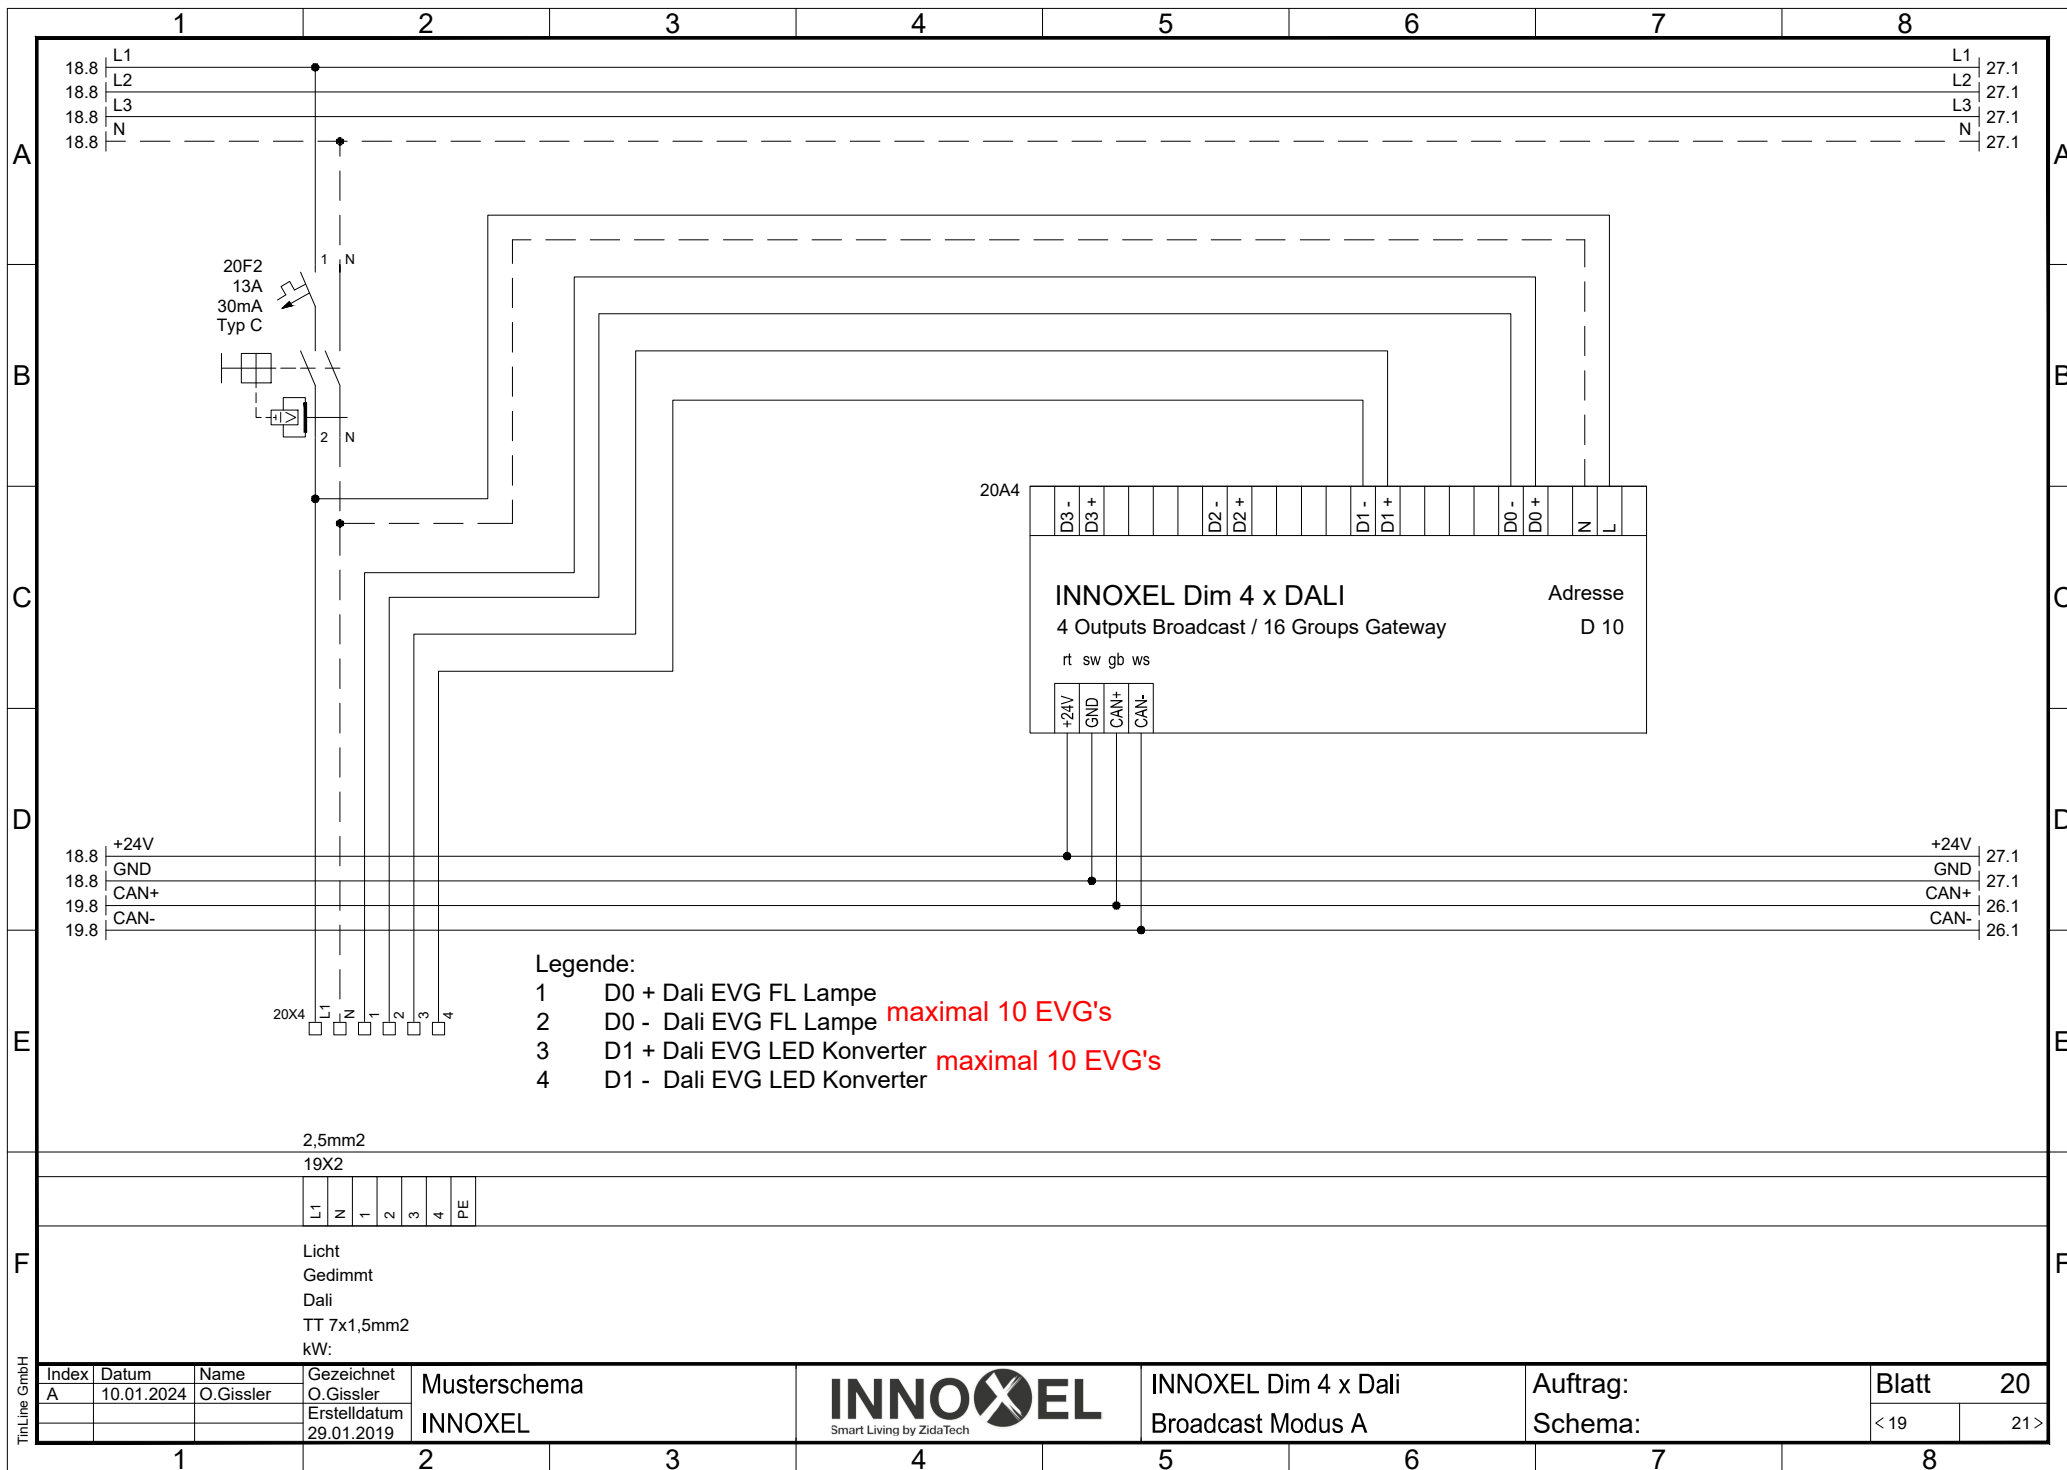 1 2 3 4 5 6 7 8
18.8 L1 L1 27.1
18.8 L2 L2 27.1
18.8 L3 L3 27.1
18.8 N N 27.1
A A
1 N
20F2
13A
30mA
Typ C
B B
2 N
20A4
D3 - D3 + D2 - D2 + D1 - D1 + D0 - D0 + N L
INNOXEL Dim 4 x DALI Adresse
4 Outputs Broadcast / 16 Groups Gateway D 10
C C
rt sw gb ws
+24V GND CAN+ CAN-
D D
18.8 +24V +24V 27.1
18.8 GND GND 27.1
19.8 CAN+ CAN+ 26.1
19.8 CAN- CAN- 26.1
Legende:
1 D0 + Dali EVG FL Lampe
maximal 10 EVG's
2 D0 - Dali EVG FL Lampe
3 D1 + Dali EVG LED Konverter
maximal 10 EVG's
4 D1 - Dali EVG LED Konverter
20X4 L1 N 1 2 3 4
E E
2,5mm2
19X2
L1 N 1 2 3 4 PE
F F
Licht
Gedimmt
Dali
TT 7x1,5mm2
kW:
TinLine GmbH
Index Datum Name Gezeichnet
A 10.01.2024 O.Gissler O.Gissler
Erstelldatum
29.01.2019
Musterschema
INNOXEL
INNOXEL
Smart Living by ZidaTech
INNOXEL Dim 4 x Dali
Broadcast Modus A
Auftrag:
Schema:
Blatt 20
< 19 21 >
1 2 3 4 5 6 7 8